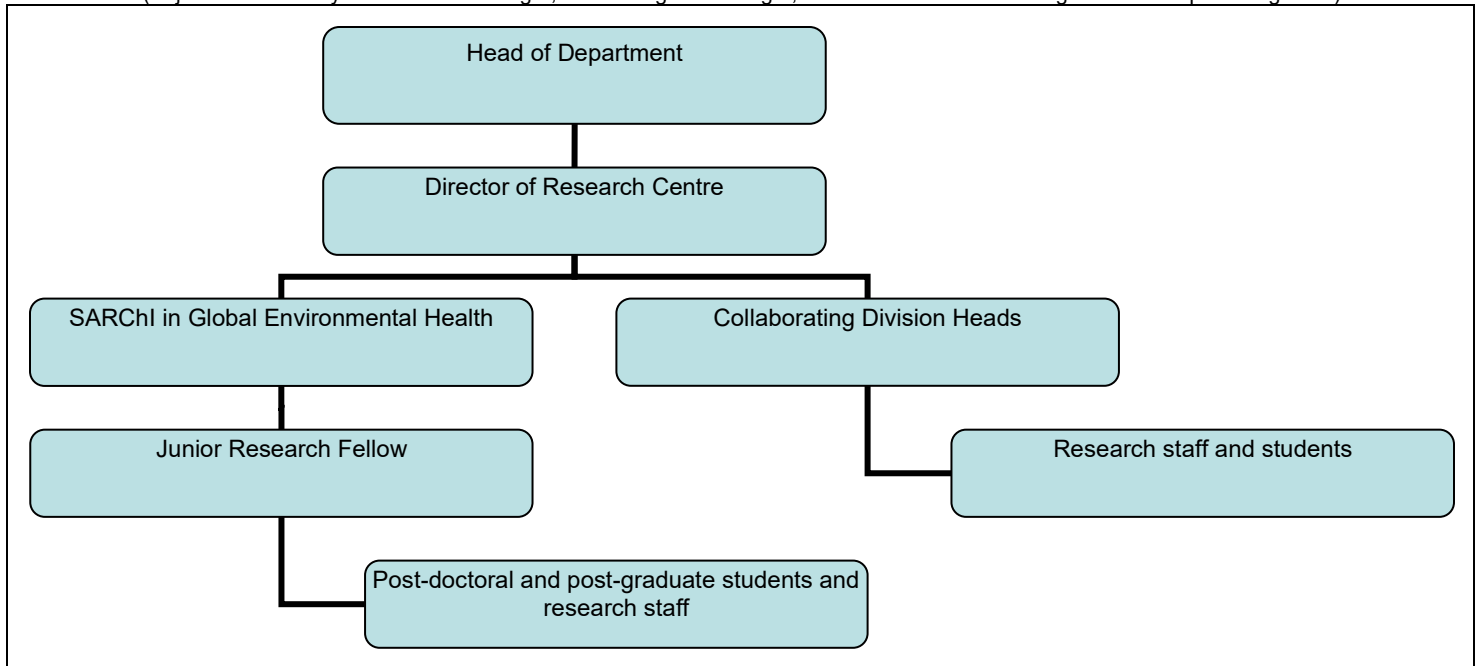 Head of Department
Director of Research Centre
SARChI in Global Environmental Health
Collaborating Division Heads
Junior Research Fellow
Research staff and students
Post-doctoral and post-graduate students and
research staff